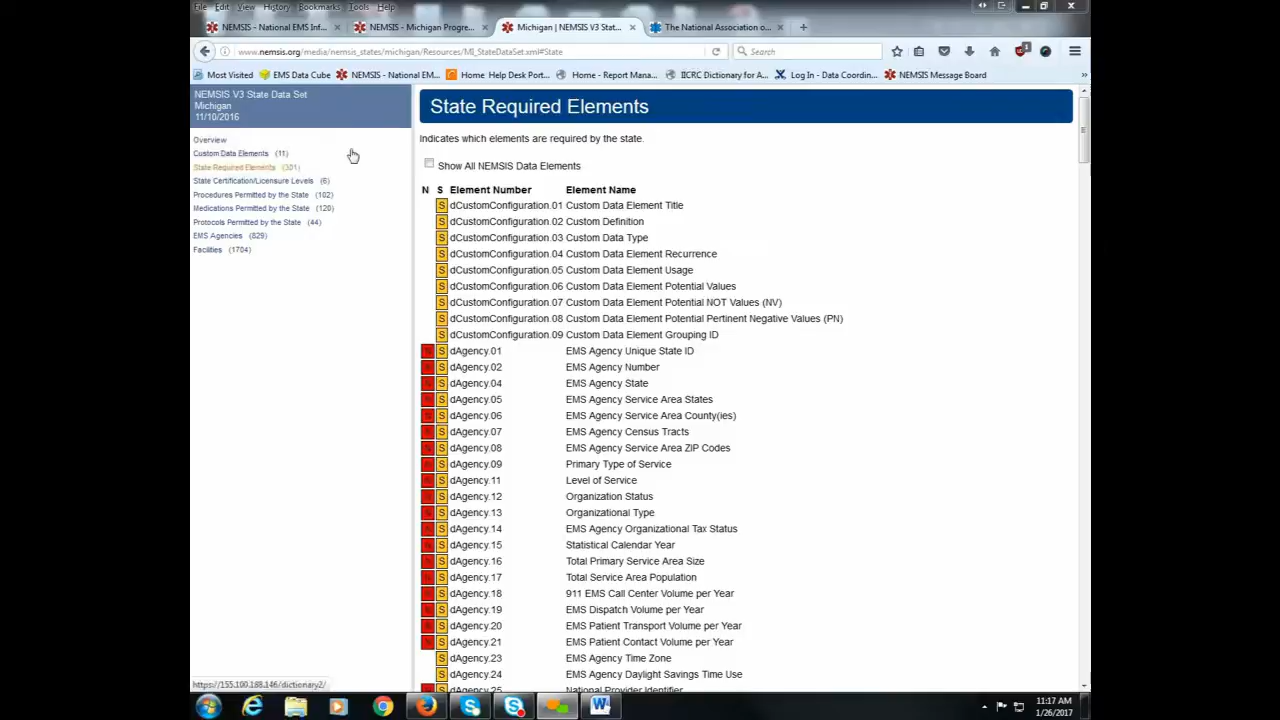 File Edit View History Bookmarks Tools Help
NEMSIS - National EMS Inf... × NEMSIS - Michigan Progre... × Michigan | NEMSIS V3 Stat... × The National Association o... × +
www.nemsis.org/media/nemsis_states/michigan/Resources/MI_StateDataSet.xml#State Search
Most Visited EMS Data Cube NEMSIS - National EM... Home Help Desk Port... Home - Report Mana... IICRC Dictionary for A... Log In - Data Coordin... NEMSIS Message Board »
NEMSIS V3 State Data Set
Michigan
11/10/2016
Overview
Custom Data Elements (11)
State Required Elements (301)
State Certification/Licensure Levels (6)
Procedures Permitted by the State (102)
Medications Permitted by the State (120)
Protocols Permitted by the State (44)
EMS Agencies (829)
Facilities (1704)
State Required Elements
Indicates which elements are required by the state.
Show All NEMSIS Data Elements
N S Element Number Element Name
S dCustomConfiguration.01 Custom Data Element Title
S dCustomConfiguration.02 Custom Definition
S dCustomConfiguration.03 Custom Data Type
S dCustomConfiguration.04 Custom Data Element Recurrence
S dCustomConfiguration.05 Custom Data Element Usage
S dCustomConfiguration.06 Custom Data Element Potential Values
S dCustomConfiguration.07 Custom Data Element Potential NOT Values (NV)
S dCustomConfiguration.08 Custom Data Element Potential Pertinent Negative Values (PN)
S dCustomConfiguration.09 Custom Data Element Grouping ID
N S dAgency.01 EMS Agency Unique State ID
N S dAgency.02 EMS Agency Number
N S dAgency.04 EMS Agency State
N S dAgency.05 EMS Agency Service Area States
N S dAgency.06 EMS Agency Service Area County(ies)
N S dAgency.07 EMS Agency Census Tracts
N S dAgency.08 EMS Agency Service Area ZIP Codes
N S dAgency.09 Primary Type of Service
N S dAgency.11 Level of Service
N S dAgency.12 Organization Status
N S dAgency.13 Organizational Type
N S dAgency.14 EMS Agency Organizational Tax Status
N S dAgency.15 Statistical Calendar Year
N S dAgency.16 Total Primary Service Area Size
N S dAgency.17 Total Service Area Population
N S dAgency.18 911 EMS Call Center Volume per Year
N S dAgency.19 EMS Dispatch Volume per Year
N S dAgency.20 EMS Patient Transport Volume per Year
N S dAgency.21 EMS Patient Contact Volume per Year
S dAgency.23 EMS Agency Time Zone
S dAgency.24 EMS Agency Daylight Savings Time Use
N S dAgency.25 National Provider Identifier
https://155.100.188.146/dictionary2/
11:17 AM
1/26/2017